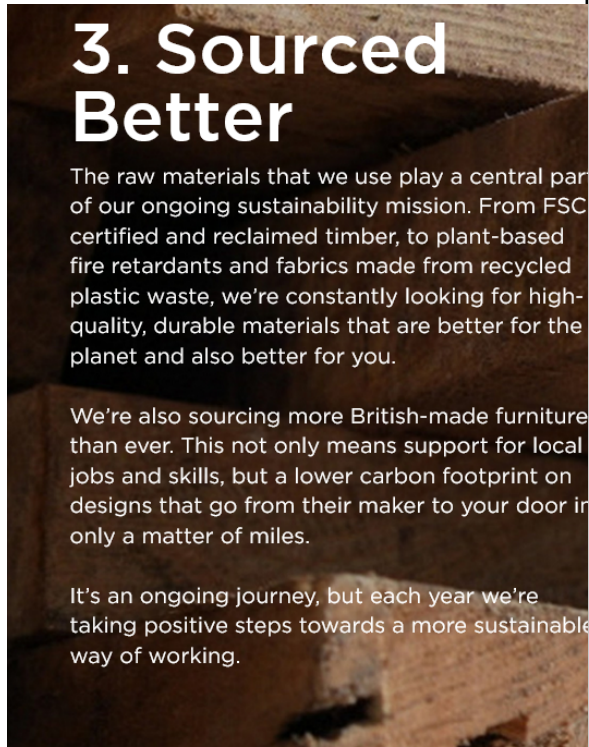 3. Sourced
Better
The raw materials that we use play a central part
of our ongoing sustainability mission. From FSC
certified and reclaimed timber, to plant-based
fire retardants and fabrics made from recycled
plastic waste, we’re constantly looking for high-
quality, durable materials that are better for the
planet and also better for you.
We’re also sourcing more British-made furniture
than ever. This not only means support for local
jobs and skills, but a lower carbon footprint on
designs that go from their maker to your door in
only a matter of miles.
It’s an ongoing journey, but each year we’re
taking positive steps towards a more sustainable
way of working.